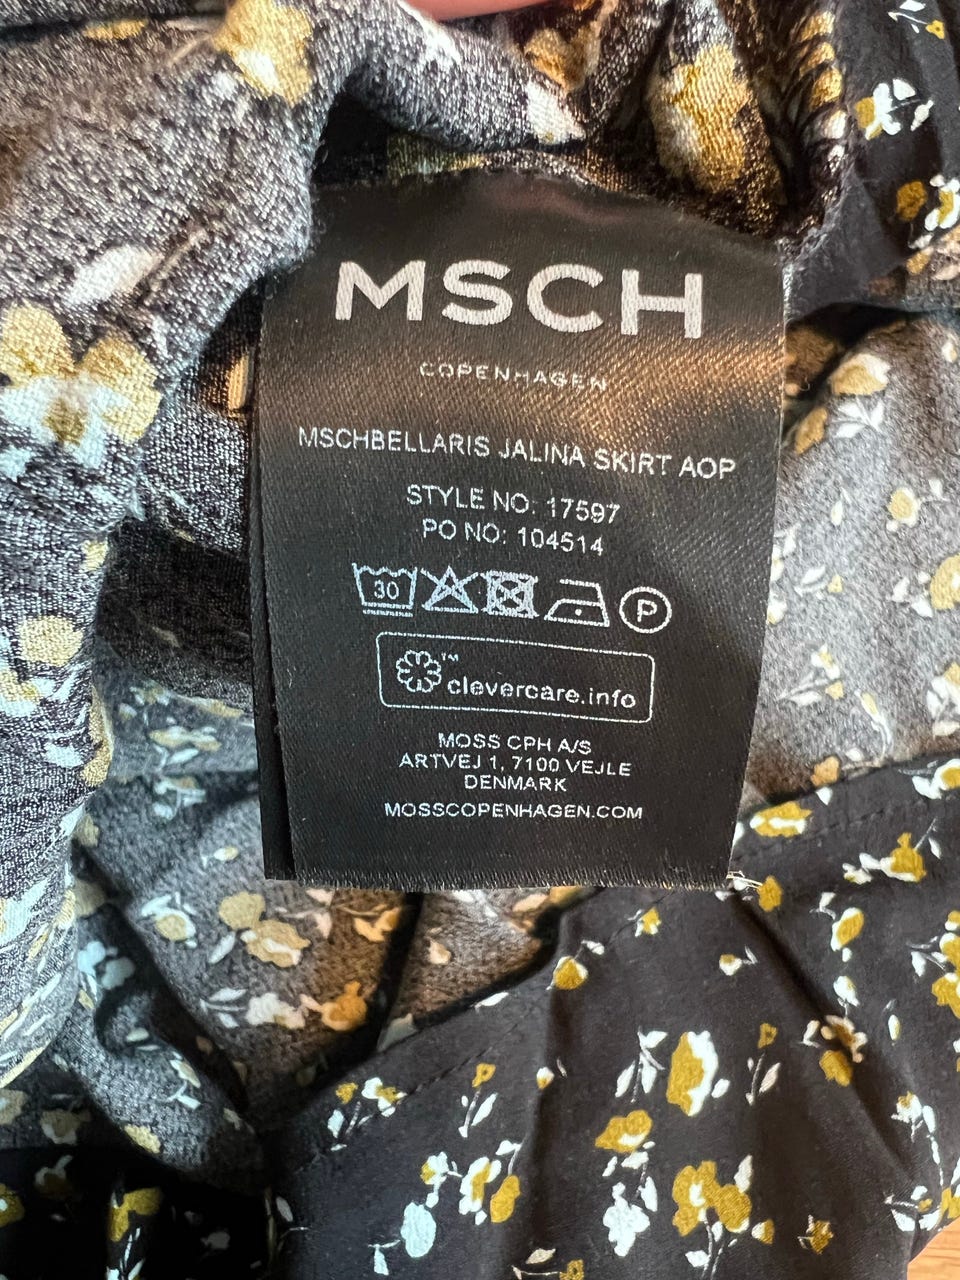 MSCH
COPENHAGEN
MSCHBELLARIS JALINA SKIRT AOP
STYLE NO: 17597
PO NO: 104514
30 P
™
clevercare.info
MOSS CPH A/S
ARTVEJ 1, 7100 VEJLE
DENMARK
MOSSCOPENHAGEN.COM